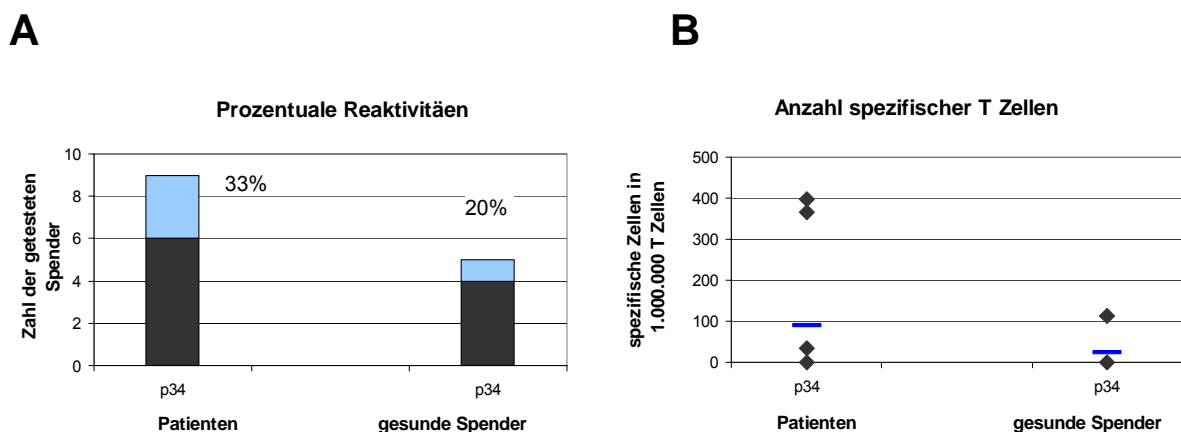 A
Prozentuale Reaktivitäen
Zahl der getesteten
Spender
10
8
6
4
2
0
33%
20%
p34
p34
Patienten
gesunde Spender
B
Anzahl spezifischer T Zellen
spezifische Zellen in
1.000.000 T Zellen
500
400
300
200
100
0
p34
p34
Patienten
gesunde Spender